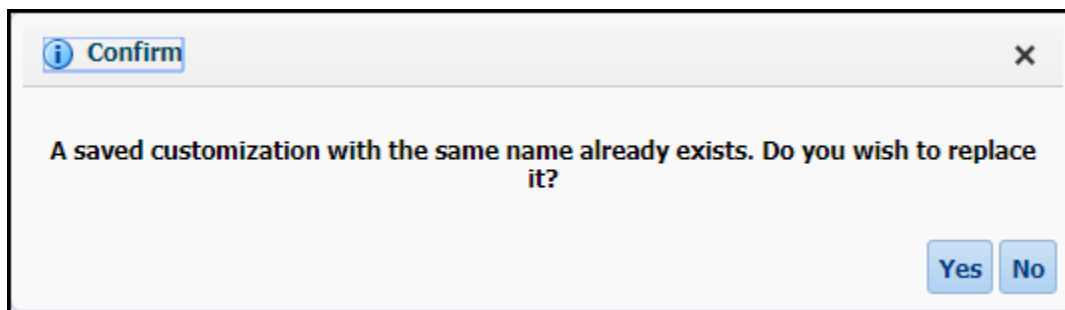 Confirm
A saved customization with the same name already exists. Do you wish to replace
it?
Yes No